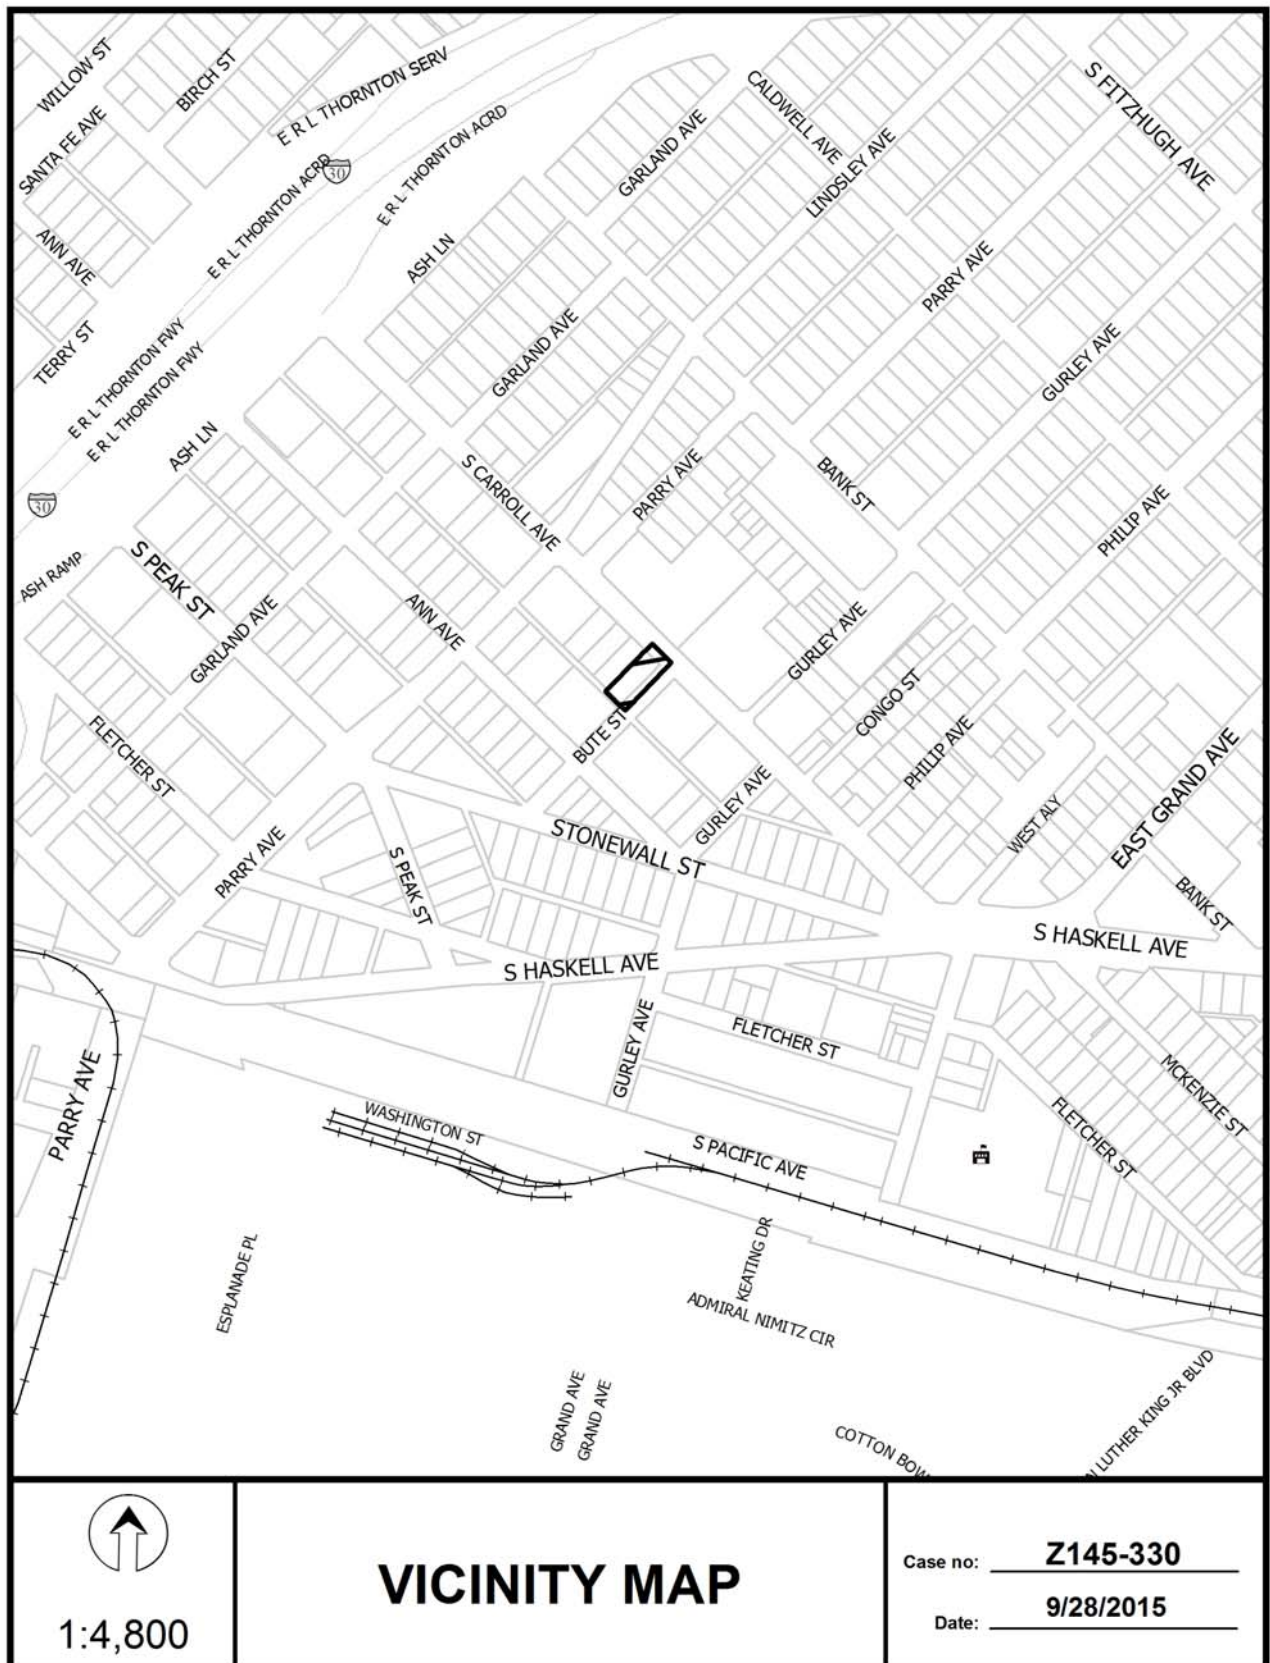 WILLOW ST
BIRCH ST
E R L THORNTON SERV
SANTA FE AVE
CALDWELL AVE
S FITZHUGH AVE
GARLAND AVE
LINDSLEY AVE
E R L THORNTON ACRD
30
E R L THORNTON ACRD
ANN AVE
ASH LN
PARRY AVE
TERRY ST
E R L THORNTON FWY
E R L THORNTON FWY
GARLAND AVE
GURLEY AVE
ASH LN
S CARROLL AVE
PARRY AVE
BANK ST
30
PHILIP AVE
ASH RAMP
S PEAK ST
GARLAND AVE
ANN AVE
GURLEY AVE
CONGO ST
FLETCHER ST
BUTE ST
PHILIP AVE
GURLEY AVE
EAST GRAND AVE
WEST ALY
STONEWALL ST
PARRY AVE
S PEAK ST
BANK ST
S HASKELL AVE
S HASKELL AVE
GURLEY AVE
FLETCHER ST
PARRY AVE
MCKENZIE ST
FLETCHER ST
WASHINGTON ST
S PACIFIC AVE
ESPLANADE PL
KEATING DR
ADMIRAL NIMITZ CIR
GRAND AVE
GRAND AVE
COTTON BOW
N LUTHER KING JR BLVD
1:4,800
VICINITY MAP
Case no: Z145-330
Date: 9/28/2015